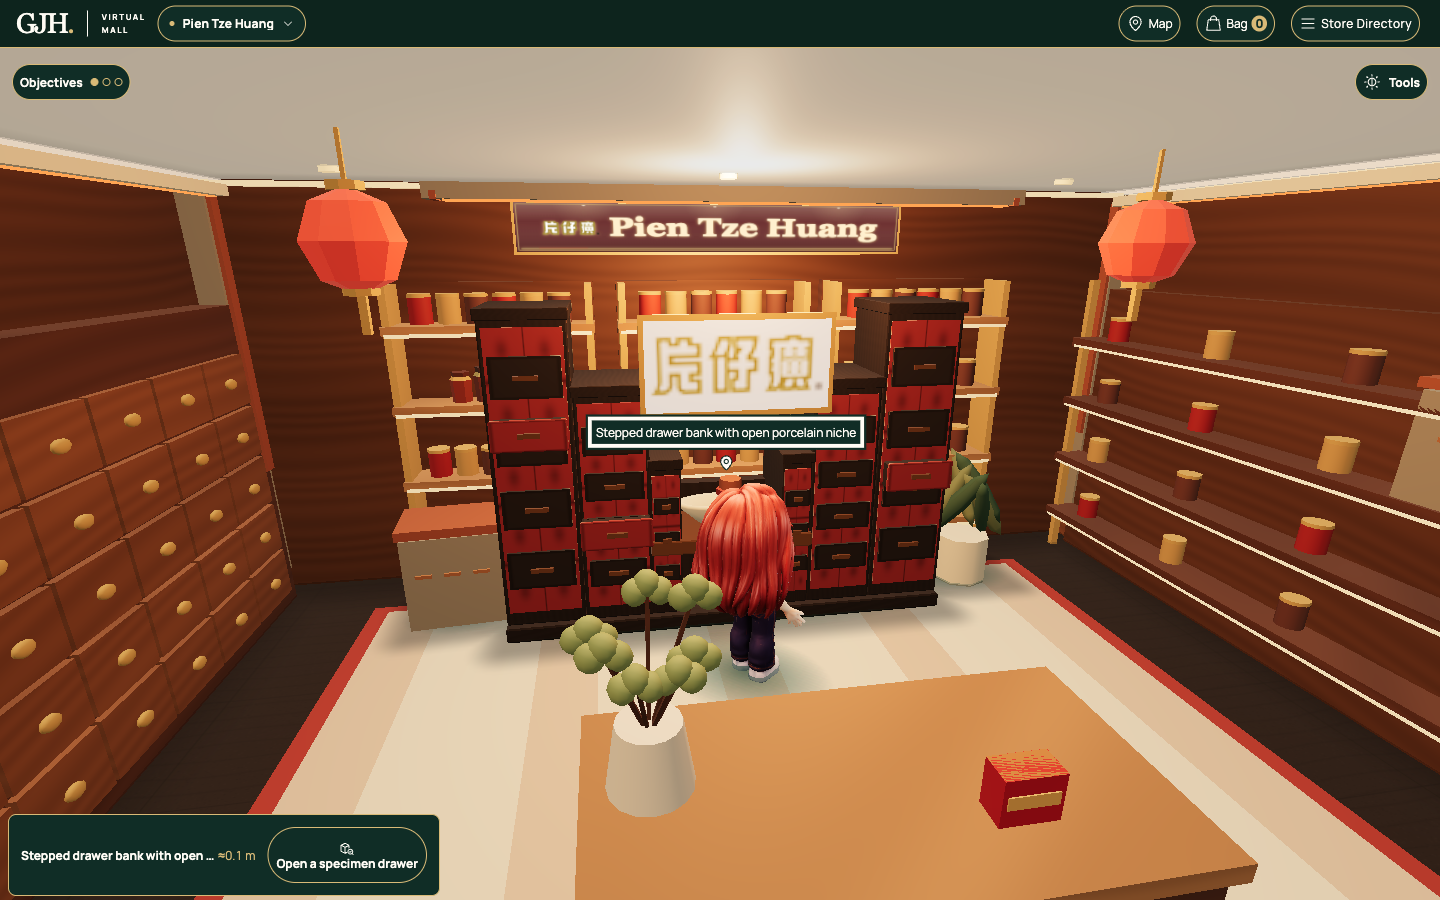 GJH.
VIRTUAL
MALL
Pien Tze Huang
Map
Bag 0
Store Directory
Objectives
Tools
片仔癀 Pien Tze Huang
片仔癀
Stepped drawer bank with open porcelain niche
Stepped drawer bank with open ... ≈0.1 m
Open a specimen drawer